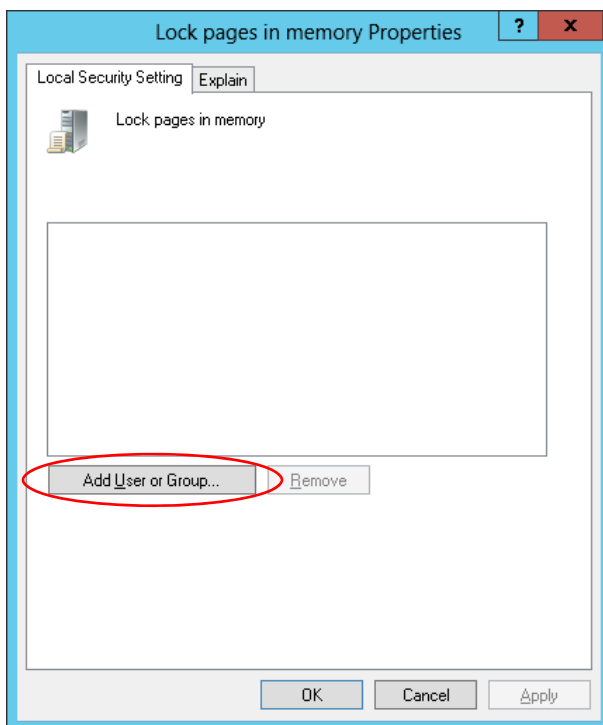 Lock pages in memory Properties
?
x
Local Security Setting
Explain
Lock pages in memory
Add User or Group...
Remove
OK
Cancel
Apply